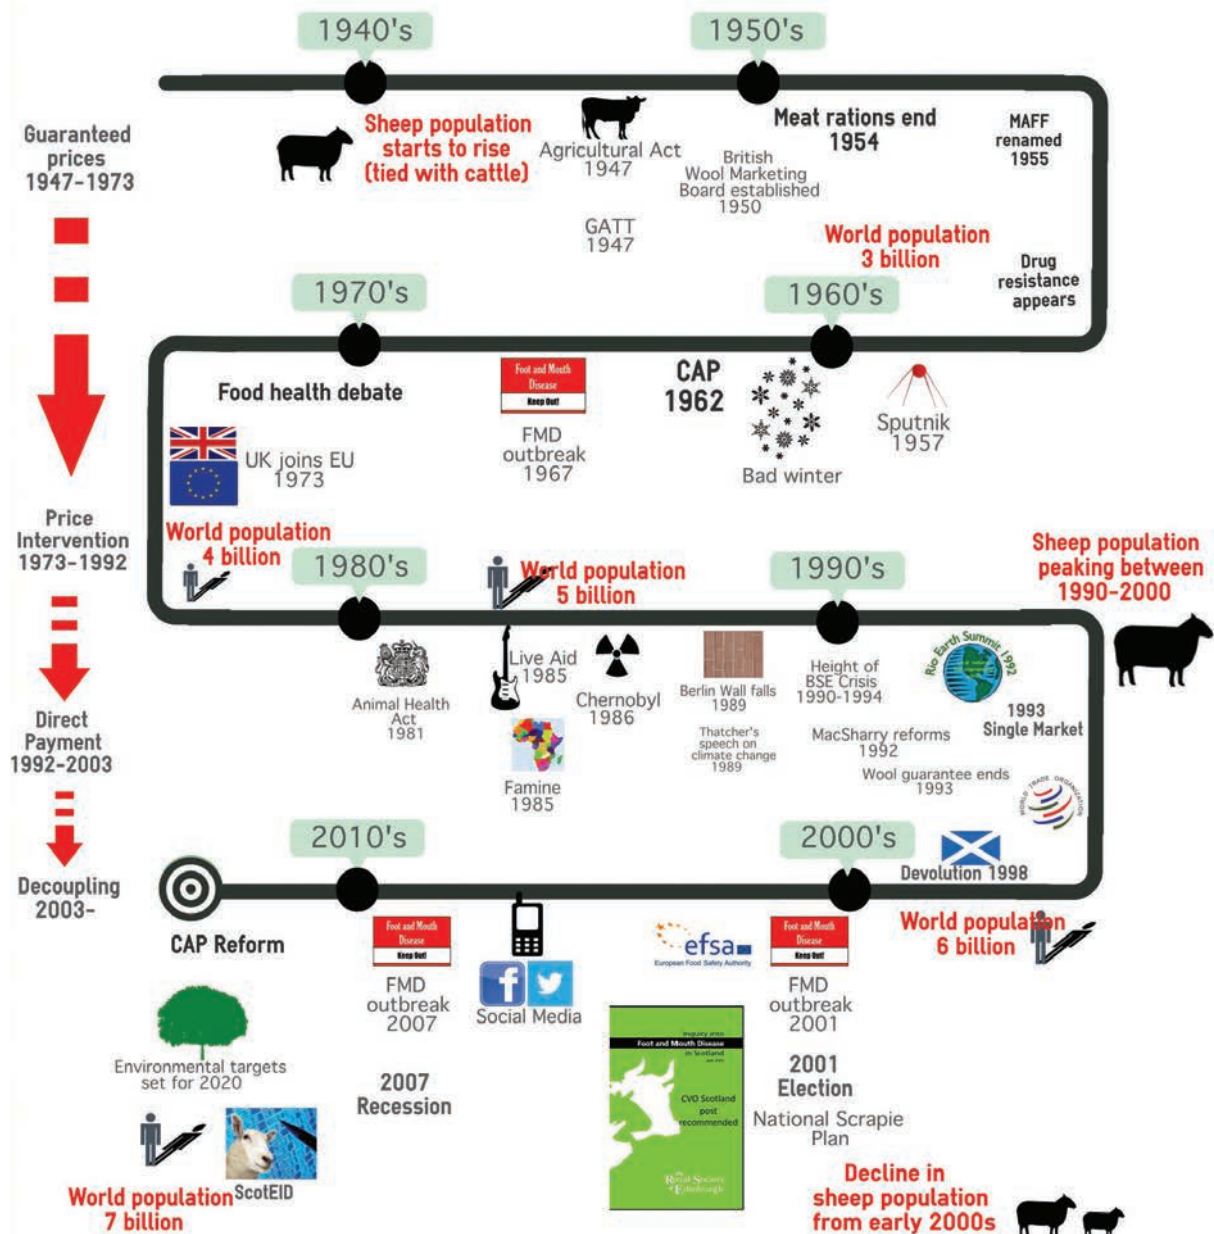 1940's
1950's
Guaranteed
prices
1947-1973
Sheep population
starts to rise
(tied with cattle)
Agricultural Act
1947
GATT
1947
British
Wool Marketing
Board established
1950
Meat rations end
1954
MAFF
renamed
1955
World population
3 billion
Drug
resistance
appears
1970's
1960's
Food health debate
Foot and Mouth
Disease
Keep Out!
FMD
outbreak
1967
CAP
1962
Bad winter
Sputnik
1957
UK joins EU
1973
Price
Intervention
1973-1992
World population
4 billion
1980's
World population
5 billion
1990's
Sheep population
peaking between
1990-2000
Animal Health
Act
1981
Live Aid
1985
Famine
1985
Chernobyl
1986
Berlin Wall falls
1989
Thatcher's
speech on
climate change
1989
Height of
BSE Crisis
1990-1994
Rio Earth Summit 1992
1993
Single Market
MacSharry reforms
1992
Wool guarantee ends
1993
WORLD TRADE ORGANIZATION
Direct
Payment
1992-2003
2010's
2000's
Devolution 1998
Decoupling
2003-
World population
6 billion
CAP Reform
Foot and Mouth
Disease
Keep Out!
FMD
outbreak
2007
Social Media
efsa
European Food Safety Authority
Foot and Mouth
Disease
Keep Out!
FMD
outbreak
2001
Environmental targets
set for 2020
2007
Recession
Inquiry into
Foot and Mouth Disease
in Scotland
CVO Scotland
post
recommended
The
Royal Society
of Edinburgh
2001
Election
National Scrapie
Plan
ScotEID
World population
7 billion
Decline in
sheep population
from early 2000s